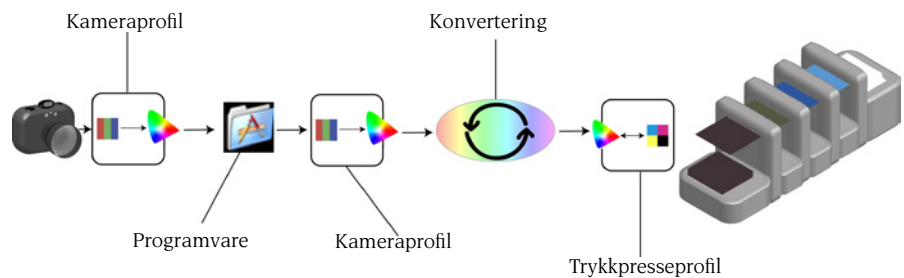 Kameraprofil
Konvertering
Programvare
Kameraprofil
Trykkpresseprofil